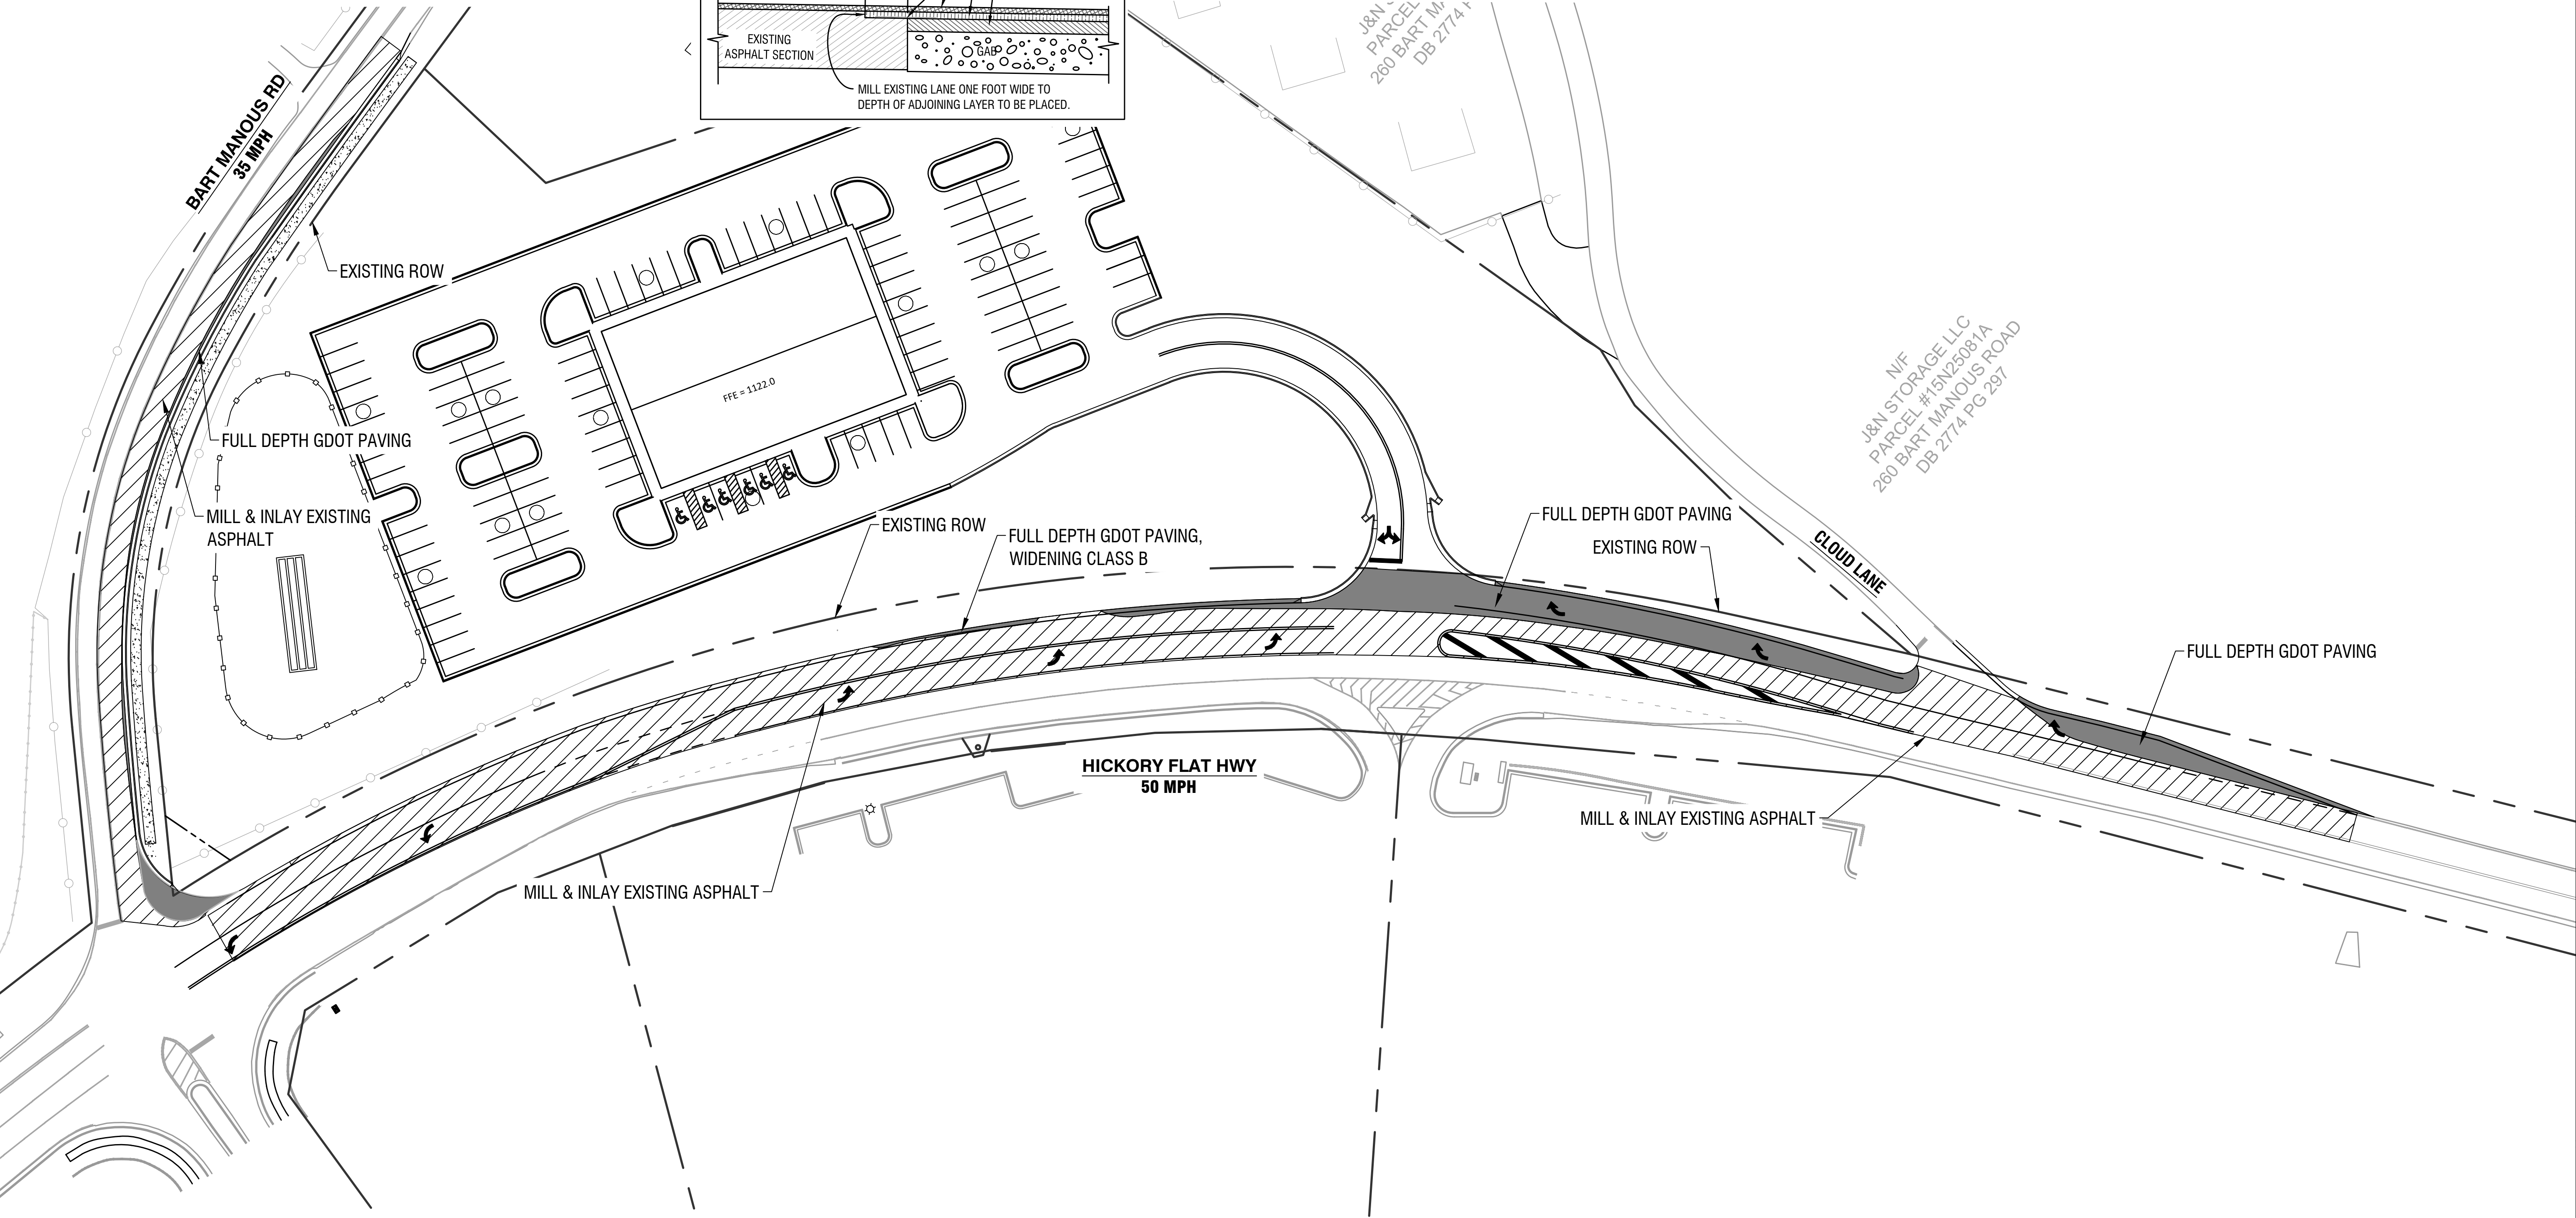 EXISTING
ASPHALT SECTION
GAB
MILL EXISTING LANE ONE FOOT WIDE TO
DEPTH OF ADJOINING LAYER TO BE PLACED.
260 BART
DB 2774
BART MANOUS RD
35 MPH
EXISTING ROW
FULL DEPTH GDOT PAVING
MILL & INLAY EXISTING
ASPHALT
FFE = 1122.0
EXISTING ROW
FULL DEPTH GDOT PAVING,
WIDENING CLASS B
FULL DEPTH GDOT PAVING
EXISTING ROW
CLOUD LANE
N/F
J&N STORAGE LLC
PARCEL #15N25081A
260 BART MANOUS ROAD
DB 2774 PG 297
FULL DEPTH GDOT PAVING
HICKORY FLAT HWY
50 MPH
MILL & INLAY EXISTING ASPHALT
MILL & INLAY EXISTING ASPHALT